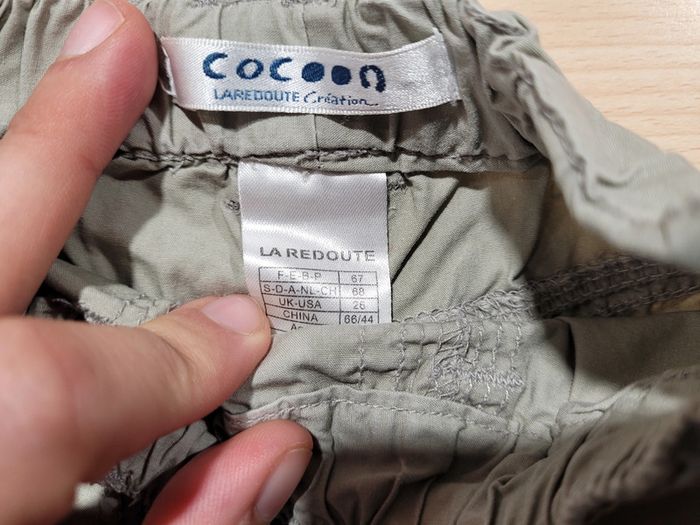 COCOON
LAREDOUTE Création
LA REDOUTE
F-E-B-P 67
S-D-A-NL-CH 68
UK-USA 26
CHINA 66/44